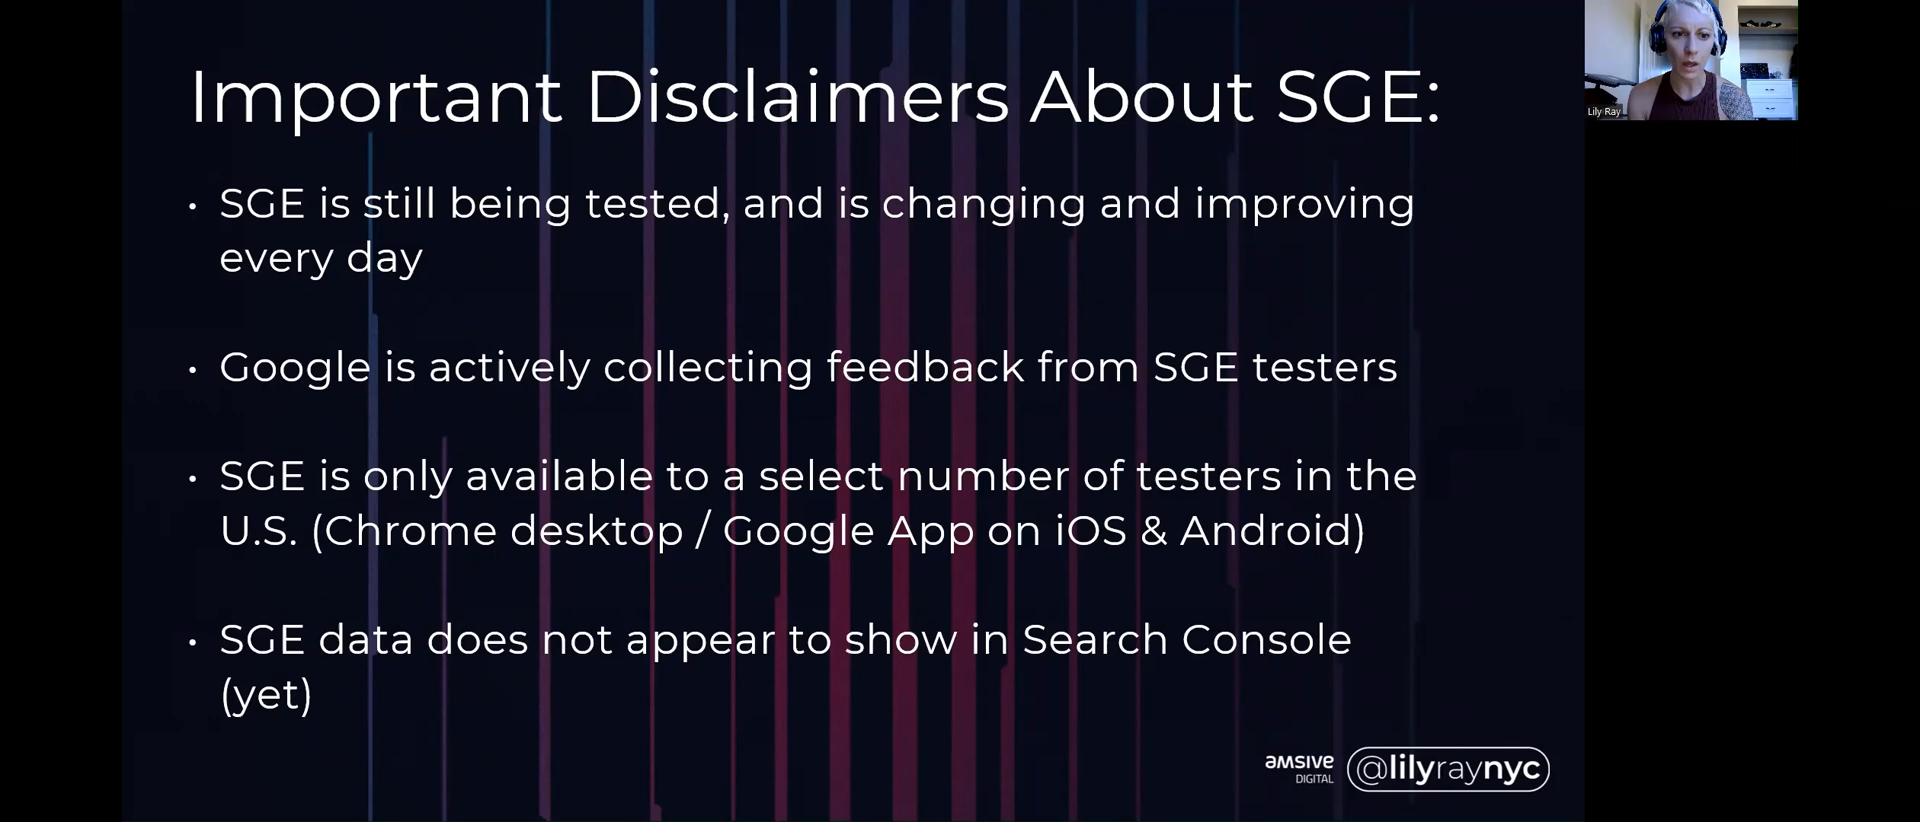 Important Disclaimers About SGE:
• SGE is still being tested, and is changing and improving
every day
• Google is actively collecting feedback from SGE testers
• SGE is only available to a select number of testers in the
U.S. (Chrome desktop / Google App on iOS & Android)
• SGE data does not appear to show in Search Console
(yet)
amsive
DIGITAL
@lilyraynyc
Lily Ray